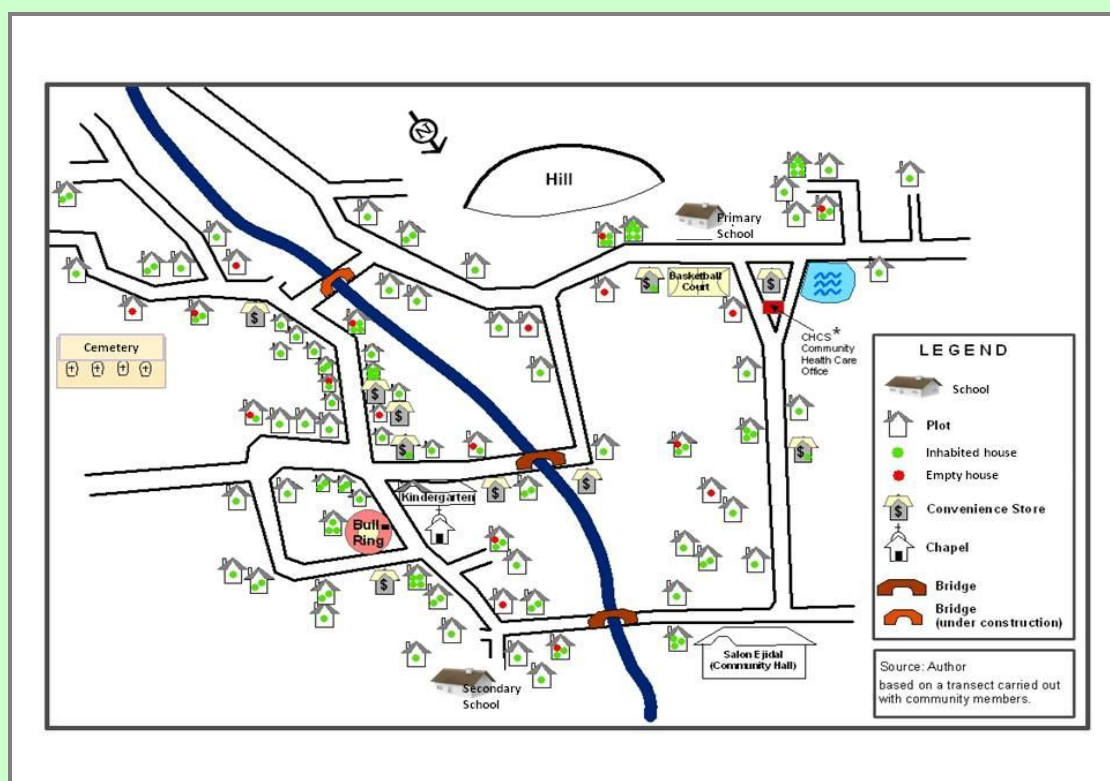 N
Hill
Primary
School
Basketball
Court
$
$
CHCS*
Community
Health Care
Office
$
Cemetery
$
$
$
$
$
$
Kindergarten
Bull
Ring
$
Salon Ejidal
(Community Hall)
Secondary
School
LEGEND
School
Plot
Inhabited house
Empty house
$
Convenience Store
Chapel
Bridge
Bridge
(under construction)
Source: Author
based on a transect carried out
with community members.